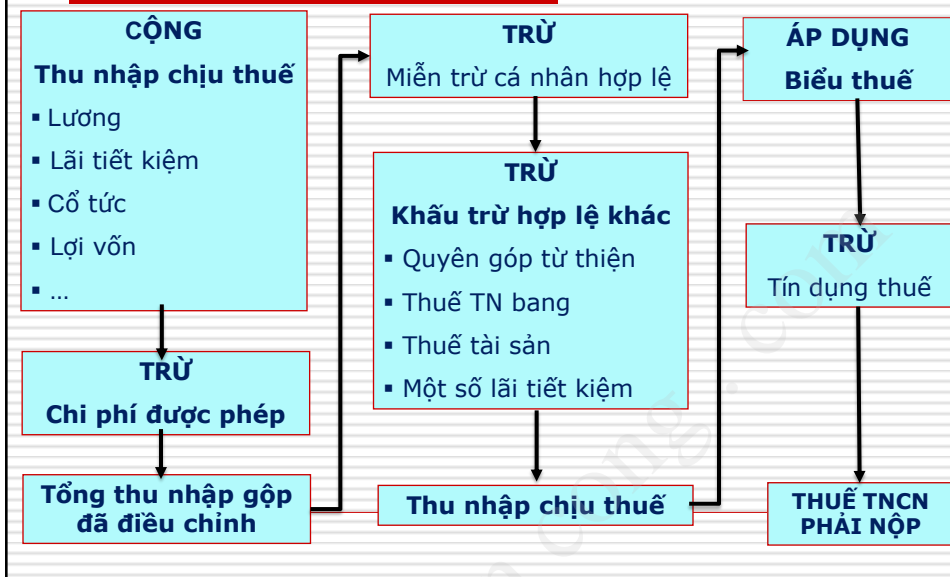 CỘNG
Thu nhập chịu thuế
▪ Lương
▪ Lãi tiết kiệm
▪ Cổ tức
▪ Lợi vốn
▪ ...
TRỪ
Chi phí được phép
Tổng thu nhập gộp
đã điều chỉnh
TRỪ
Miễn trừ cá nhân hợp lệ
TRỪ
Khấu trừ hợp lệ khác
▪ Quyên góp từ thiện
▪ Thuế TN bang
▪ Thuế tài sản
▪ Một số lãi tiết kiệm
Thu nhập chịu thuế
ÁP DỤNG
Biểu thuế
TRỪ
Tín dụng thuế
THUẾ TNCN
PHẢI NỘP
cong . com